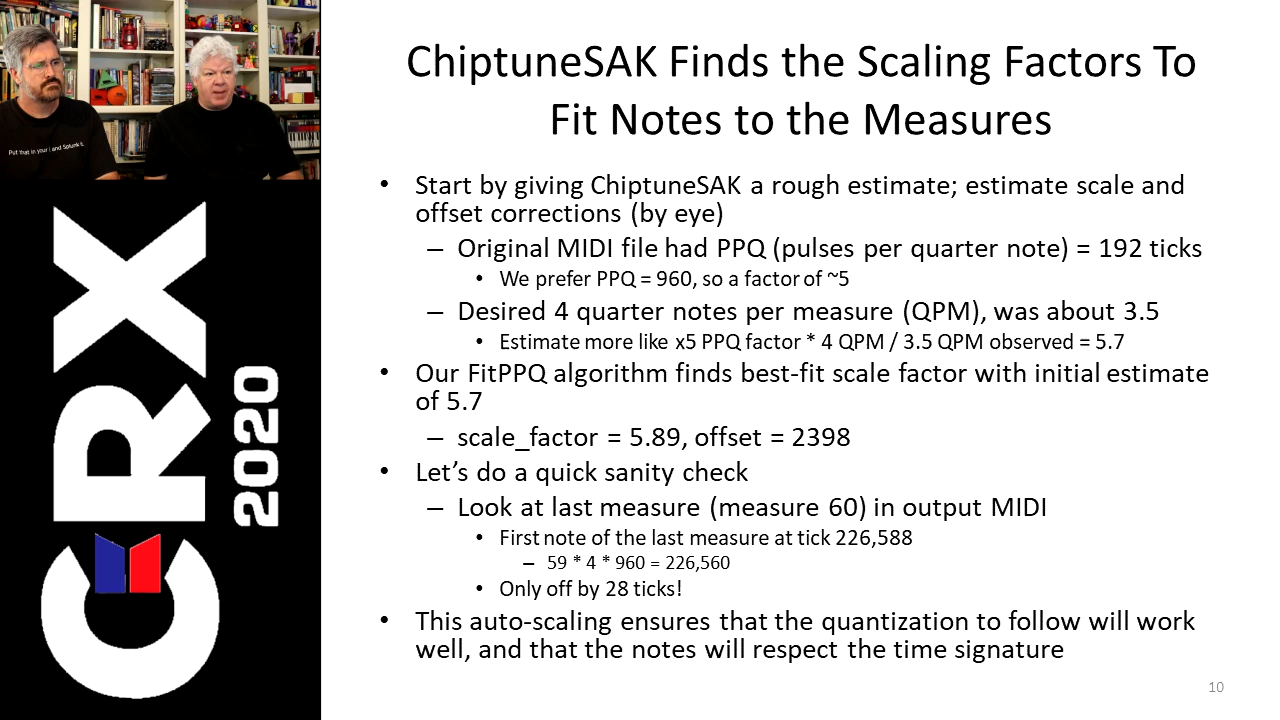 ChiptuneSAK Finds the Scaling Factors To
Fit Notes to the Measures
• Start by giving ChiptuneSAK a rough estimate; estimate scale and
offset corrections (by eye)
– Original MIDI file had PPQ (pulses per quarter note) = 192 ticks
• We prefer PPQ = 960, so a factor of ~5
– Desired 4 quarter notes per measure (QPM), was about 3.5
• Estimate more like x5 PPQ factor * 4 QPM / 3.5 QPM observed = 5.7
• Our FitPPQ algorithm finds best-fit scale factor with initial estimate
of 5.7
– scale_factor = 5.89, offset = 2398
• Let's do a quick sanity check
– Look at last measure (measure 60) in output MIDI
• First note of the last measure at tick 226,588
– 59 * 4 * 960 = 226,560
• Only off by 28 ticks!
• This auto-scaling ensures that the quantization to follow will work
well, and that the notes will respect the time signature
10
Put that in your | and Splunk it.
CRX
2020